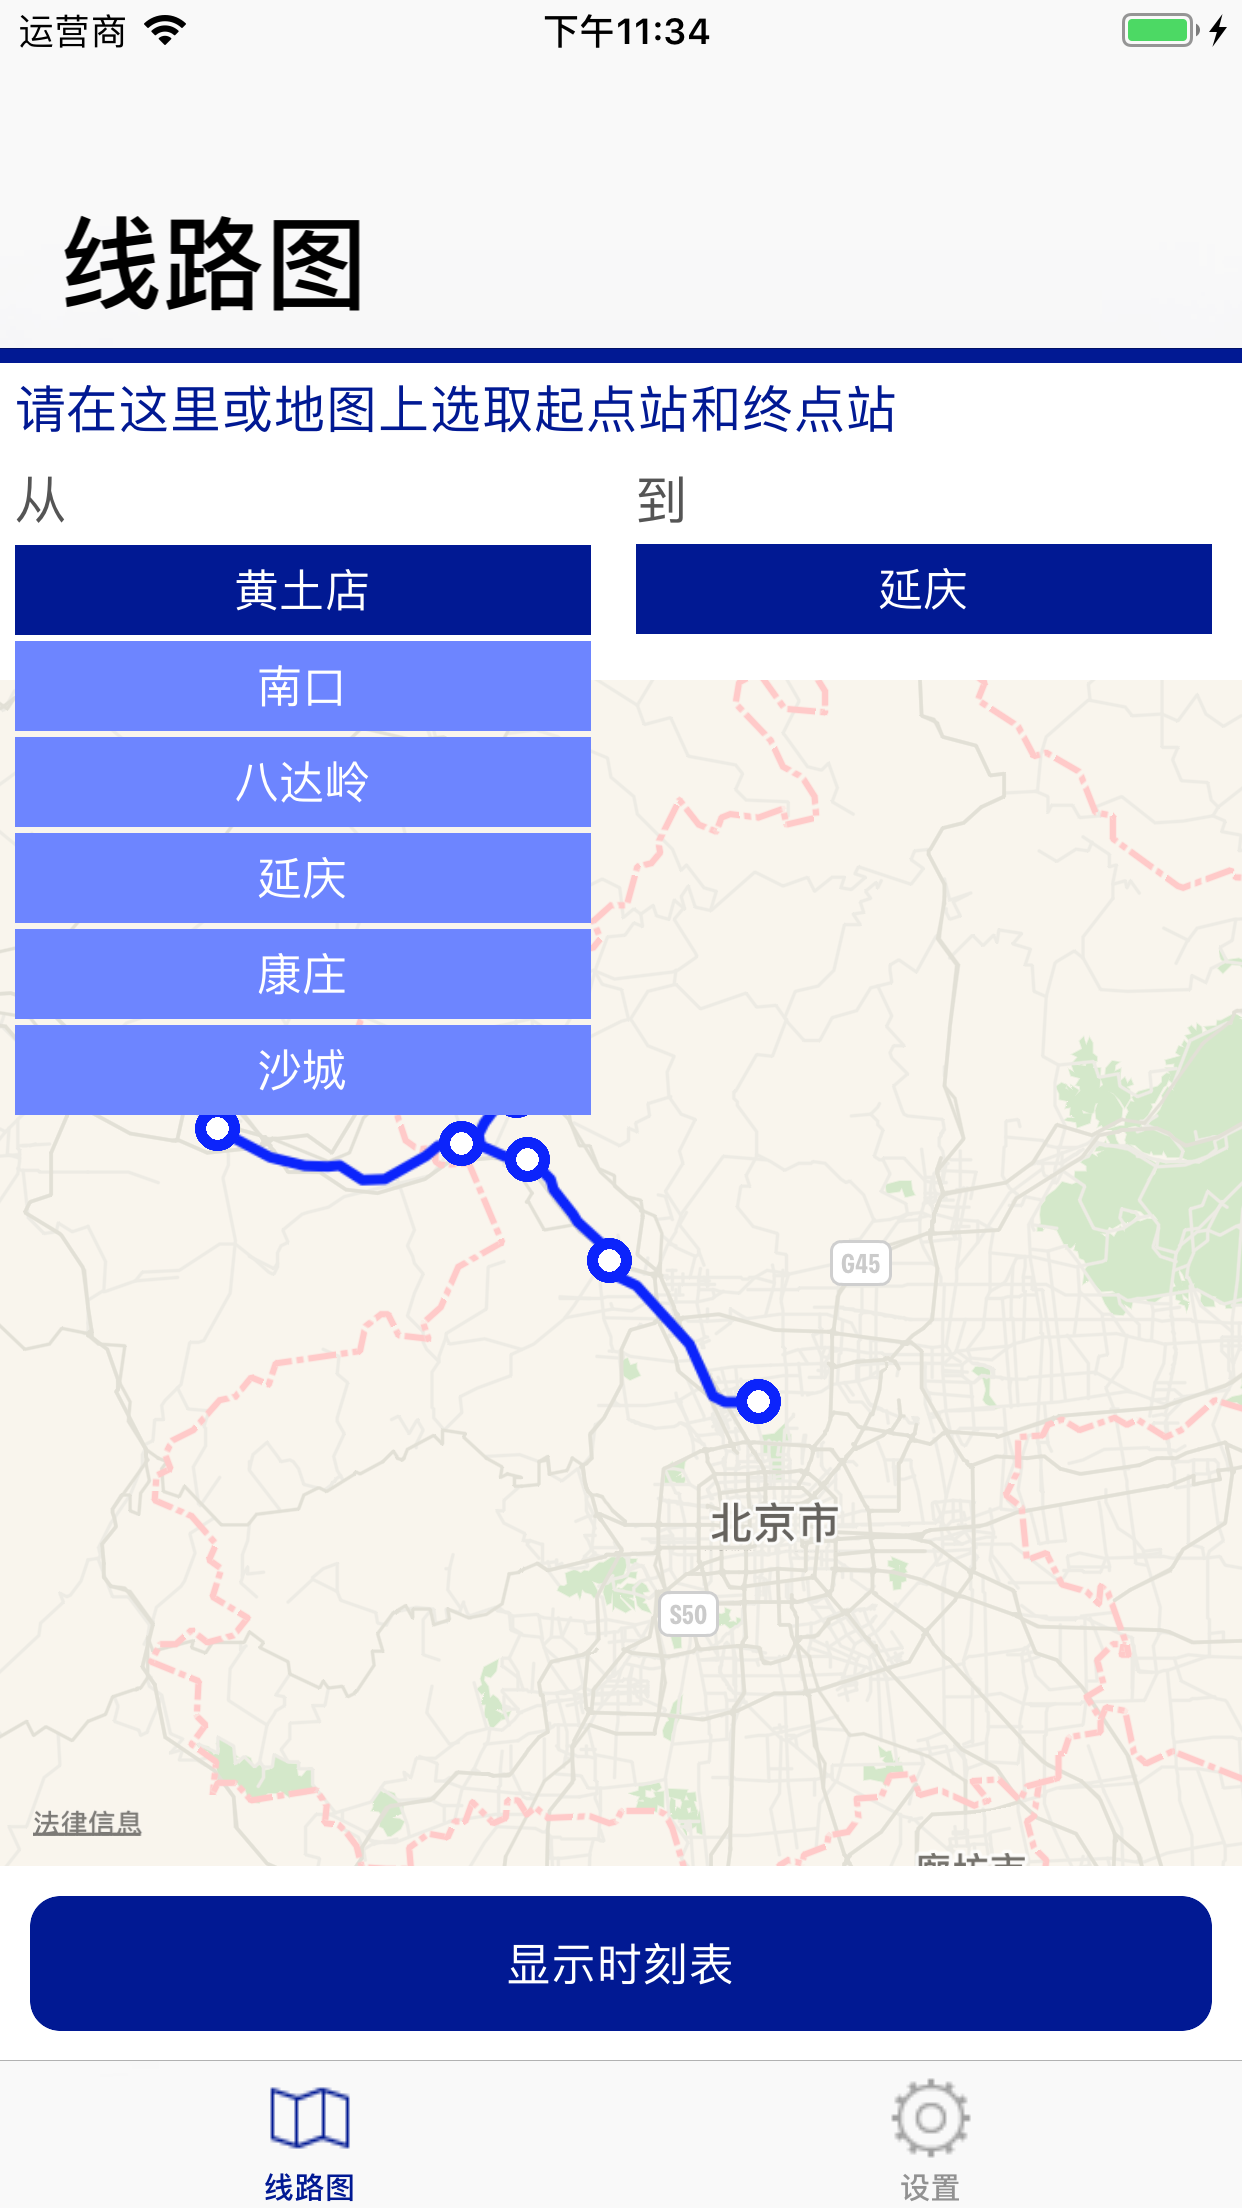 运营商
下午11:34
线路图
请在这里或地图上选取起点站和终点站
从
到
黄土店
延庆
南口
八达岭
延庆
康庄
沙城
G45
北京市
S50
法律信息
廊坊市
显示时刻表
线路图
设置